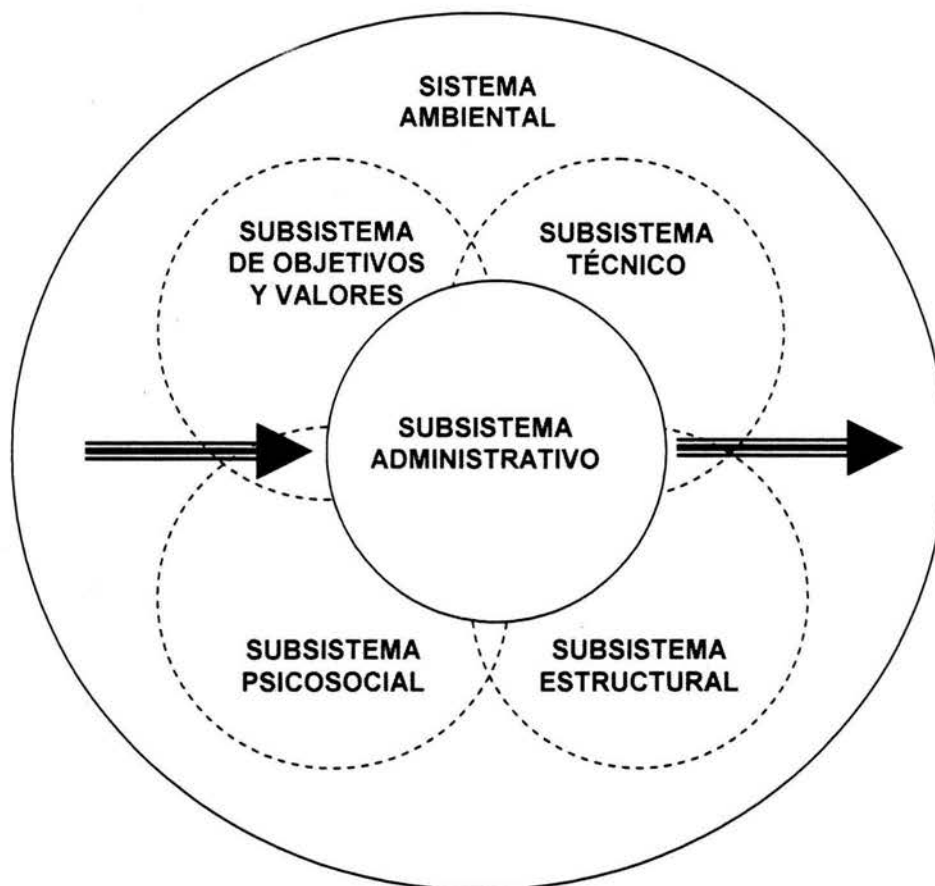 SISTEMA
AMBIENTAL
SUBSISTEMA
DE OBJETIVOS
Y VALORES
SUBSISTEMA
TÉCNICO
SUBSISTEMA
ADMINISTRATIVO
SUBSISTEMA
PSICOSOCIAL
SUBSISTEMA
ESTRUCTURAL